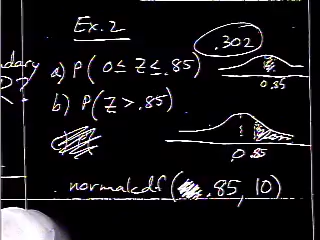 Ex. 2
.302
a) P( 0 ≤ Z ≤ .85)
0 .85
b) P( Z > .85)
0 .85
normalcdf( .85, 10)